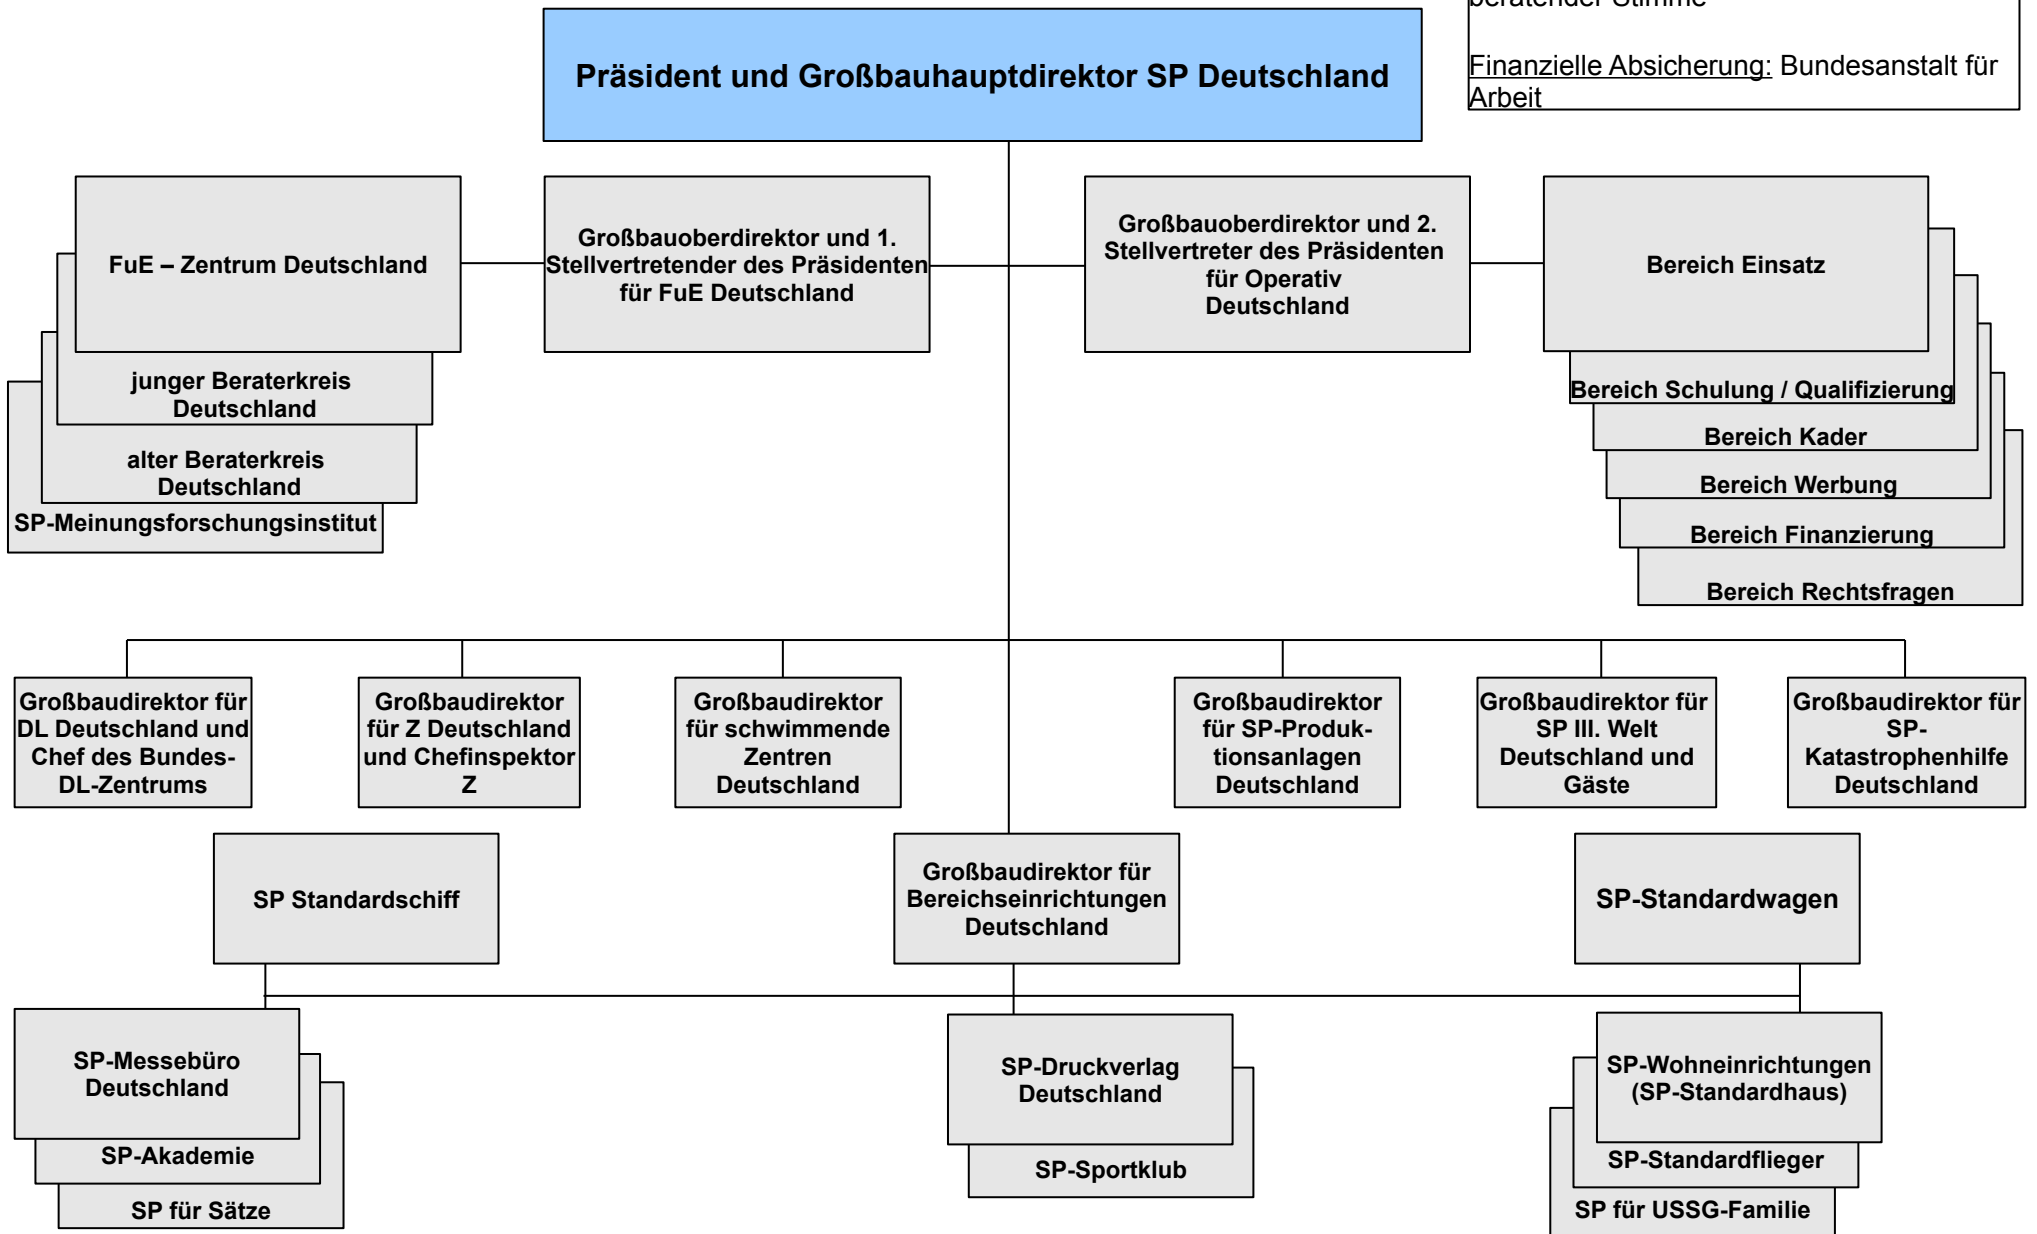 beratender Stimme
Finanzielle Absicherung: Bundesanstalt für
Arbeit
Präsident und Großbauhauptdirektor SP Deutschland
FuE – Zentrum Deutschland
junger Beraterkreis
Deutschland
alter Beraterkreis
Deutschland
SP-Meinungsforschungsinstitut
Großbauoberdirektor und 1.
Stellvertretender des Präsidenten
für FuE Deutschland
Großbauoberdirektor und 2.
Stellvertreter des Präsidenten
für Operativ
Deutschland
Bereich Einsatz
Bereich Schulung / Qualifizierung
Bereich Kader
Bereich Werbung
Bereich Finanzierung
Bereich Rechtsfragen
Großbaudirektor für
DL Deutschland und
Chef des Bundes-
DL-Zentrums
Großbaudirektor
für Z Deutschland
und Chefinspektor
Z
Großbaudirektor
für schwimmende
Zentren
Deutschland
Großbaudirektor
für SP-Produk-
tionsanlagen
Deutschland
Großbaudirektor für
SP III. Welt
Deutschland und
Gäste
Großbaudirektor für
SP-
Katastrophenhilfe
Deutschland
SP Standardschiff
Großbaudirektor für
Bereichseinrichtungen
Deutschland
SP-Standardwagen
SP-Messebüro
Deutschland
SP-Akademie
SP für Sätze
SP-Druckverlag
Deutschland
SP-Sportklub
SP-Wohneinrichtungen
(SP-Standardhaus)
SP-Standardflieger
SP für USSG-Familie